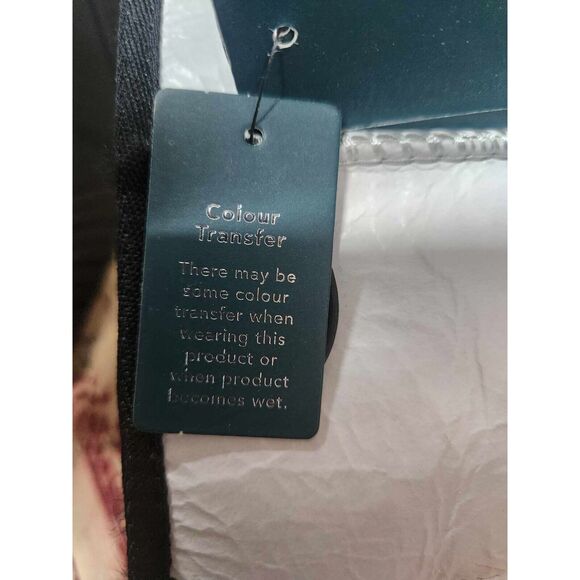 Colour
Transfer
There may be
some colour
transfer when
wearing this
product or
when product
becomes wet.